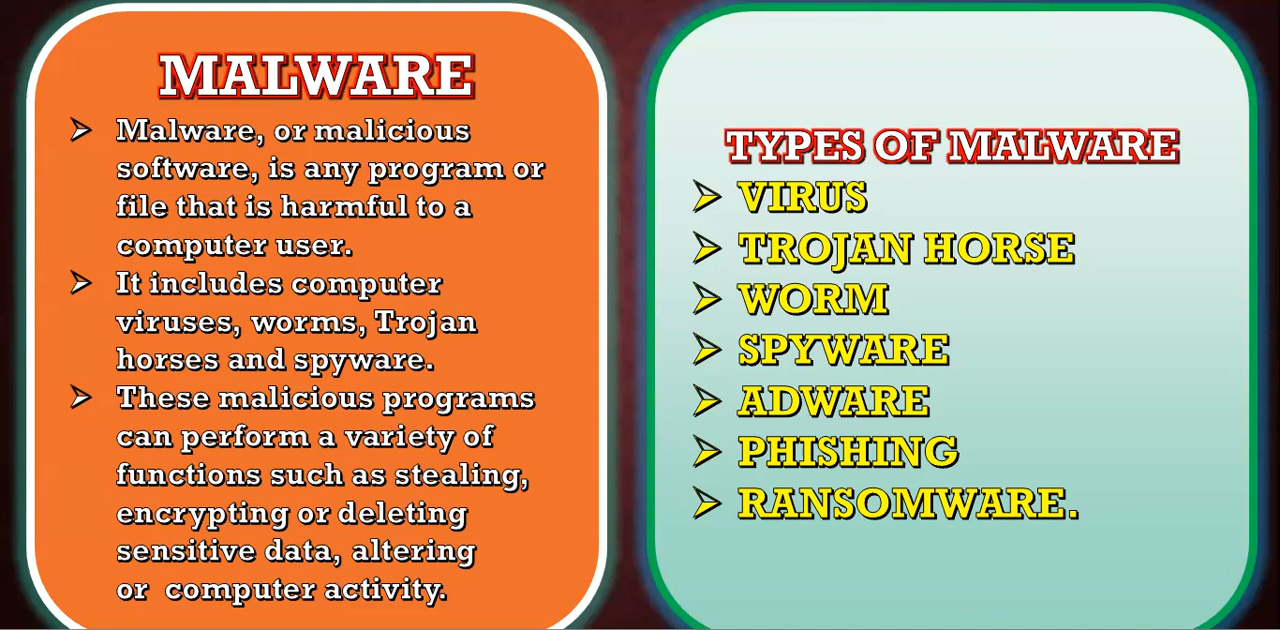 MALWARE
➢ Malware, or malicious
software, is any program or
file that is harmful to a
computer user.
➢ It includes computer
viruses, worms, Trojan
horses and spyware.
➢ These malicious programs
can perform a variety of
functions such as stealing,
encrypting or deleting
sensitive data, altering
or  computer activity.
TYPES OF MALWARE
➢ VIRUS
➢ TROJAN HORSE
➢ WORM
➢ SPYWARE
➢ ADWARE
➢ PHISHING
➢ RANSOMWARE.